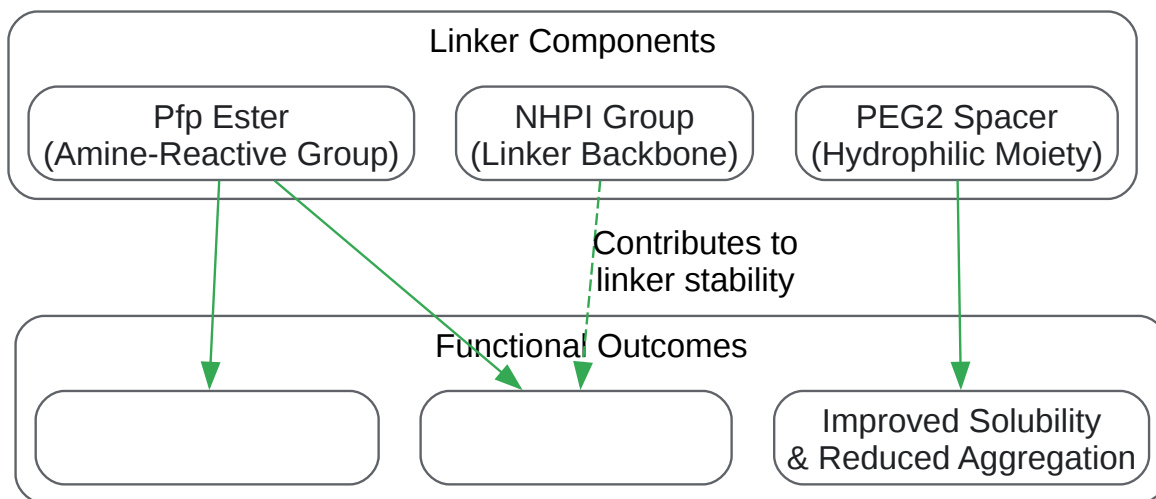 Linker Components
Pfp Ester
(Amine-Reactive Group)
NHPI Group
(Linker Backbone)
PEG2 Spacer
(Hydrophilic Moiety)
Contributes to
linker stability
Functional Outcomes
Improved Solubility
& Reduced Aggregation